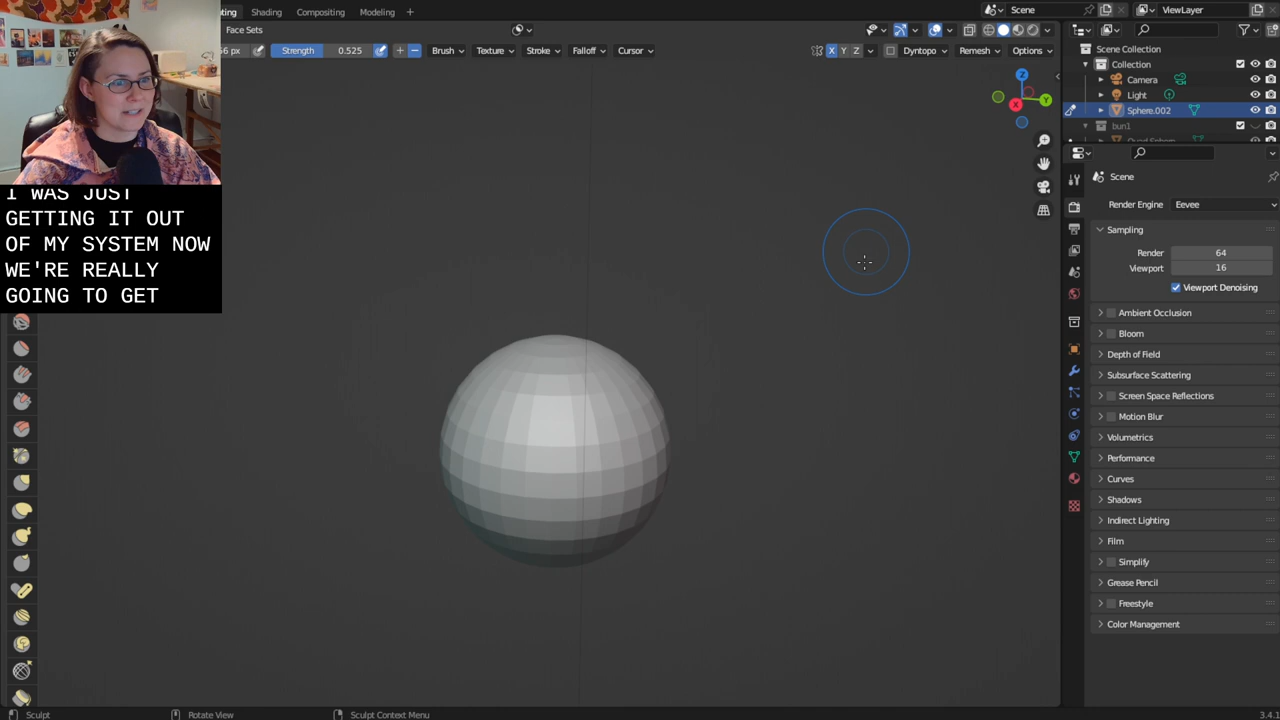 Shading Compositing Modeling +
Scene ViewLayer
Face Sets
px Strength 0.525 Brush Texture Stroke Falloff Cursor
X Y Z Dyntopo Remesh Options
Scene Collection
Collection
Camera
Light
Sphere.002
bun1
Z
Y
X
Scene
Render Engine Eevee
Sampling
Render 64
Viewport 16
Viewport Denoising
Ambient Occlusion
Bloom
Depth of Field
Subsurface Scattering
Screen Space Reflections
Motion Blur
Volumetrics
Performance
Curves
Shadows
Indirect Lighting
Film
Simplify
Grease Pencil
Freestyle
Color Management
I WAS JUST
GETTING IT OUT
OF MY SYSTEM NOW
WE'RE REALLY
GOING TO GET
Sculpt Rotate View Sculpt Context Menu 3.4.1